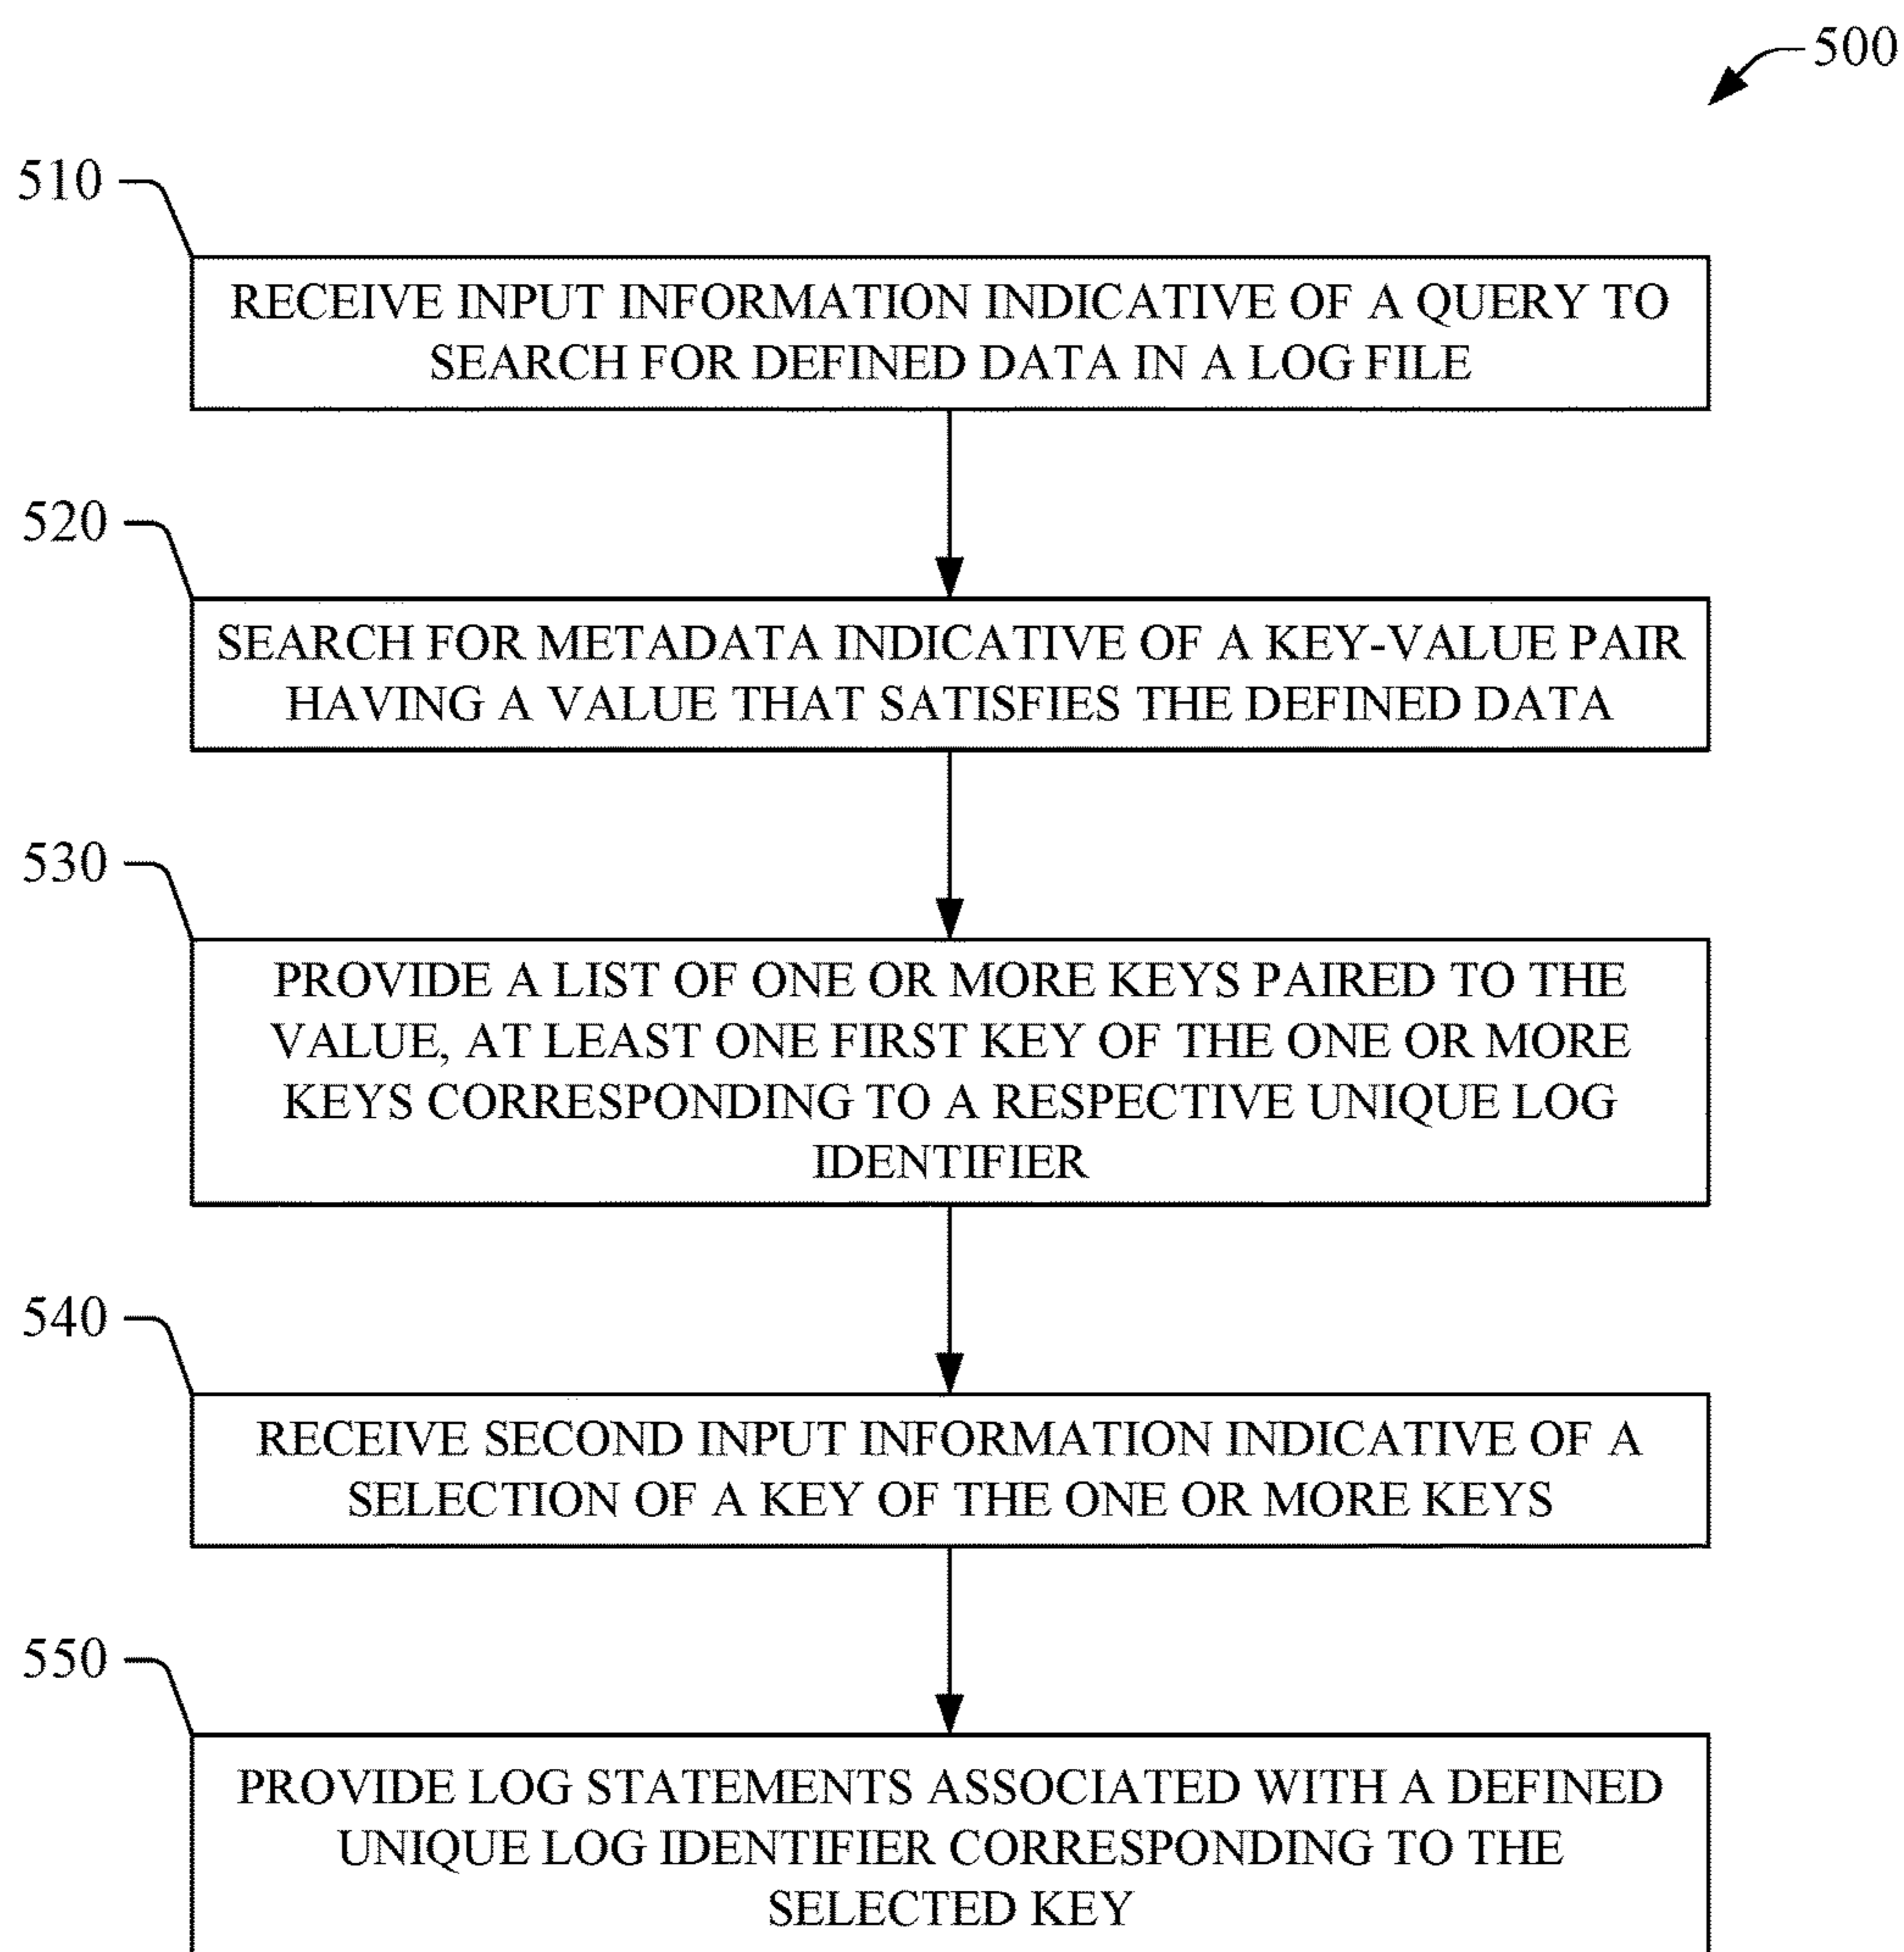 500
510
RECEIVE INPUT INFORMATION INDICATIVE OF A QUERY TO
SEARCH FOR DEFINED DATA IN A LOG FILE
520
SEARCH FOR METADATA INDICATIVE OF A KEY-VALUE PAIR
HAVING A VALUE THAT SATISFIES THE DEFINED DATA
530
PROVIDE A LIST OF ONE OR MORE KEYS PAIRED TO THE
VALUE, AT LEAST ONE FIRST KEY OF THE ONE OR MORE
KEYS CORRESPONDING TO A RESPECTIVE UNIQUE LOG
IDENTIFIER
540
RECEIVE SECOND INPUT INFORMATION INDICATIVE OF A
SELECTION OF A KEY OF THE ONE OR MORE KEYS
550
PROVIDE LOG STATEMENTS ASSOCIATED WITH A DEFINED
UNIQUE LOG IDENTIFIER CORRESPONDING TO THE
SELECTED KEY